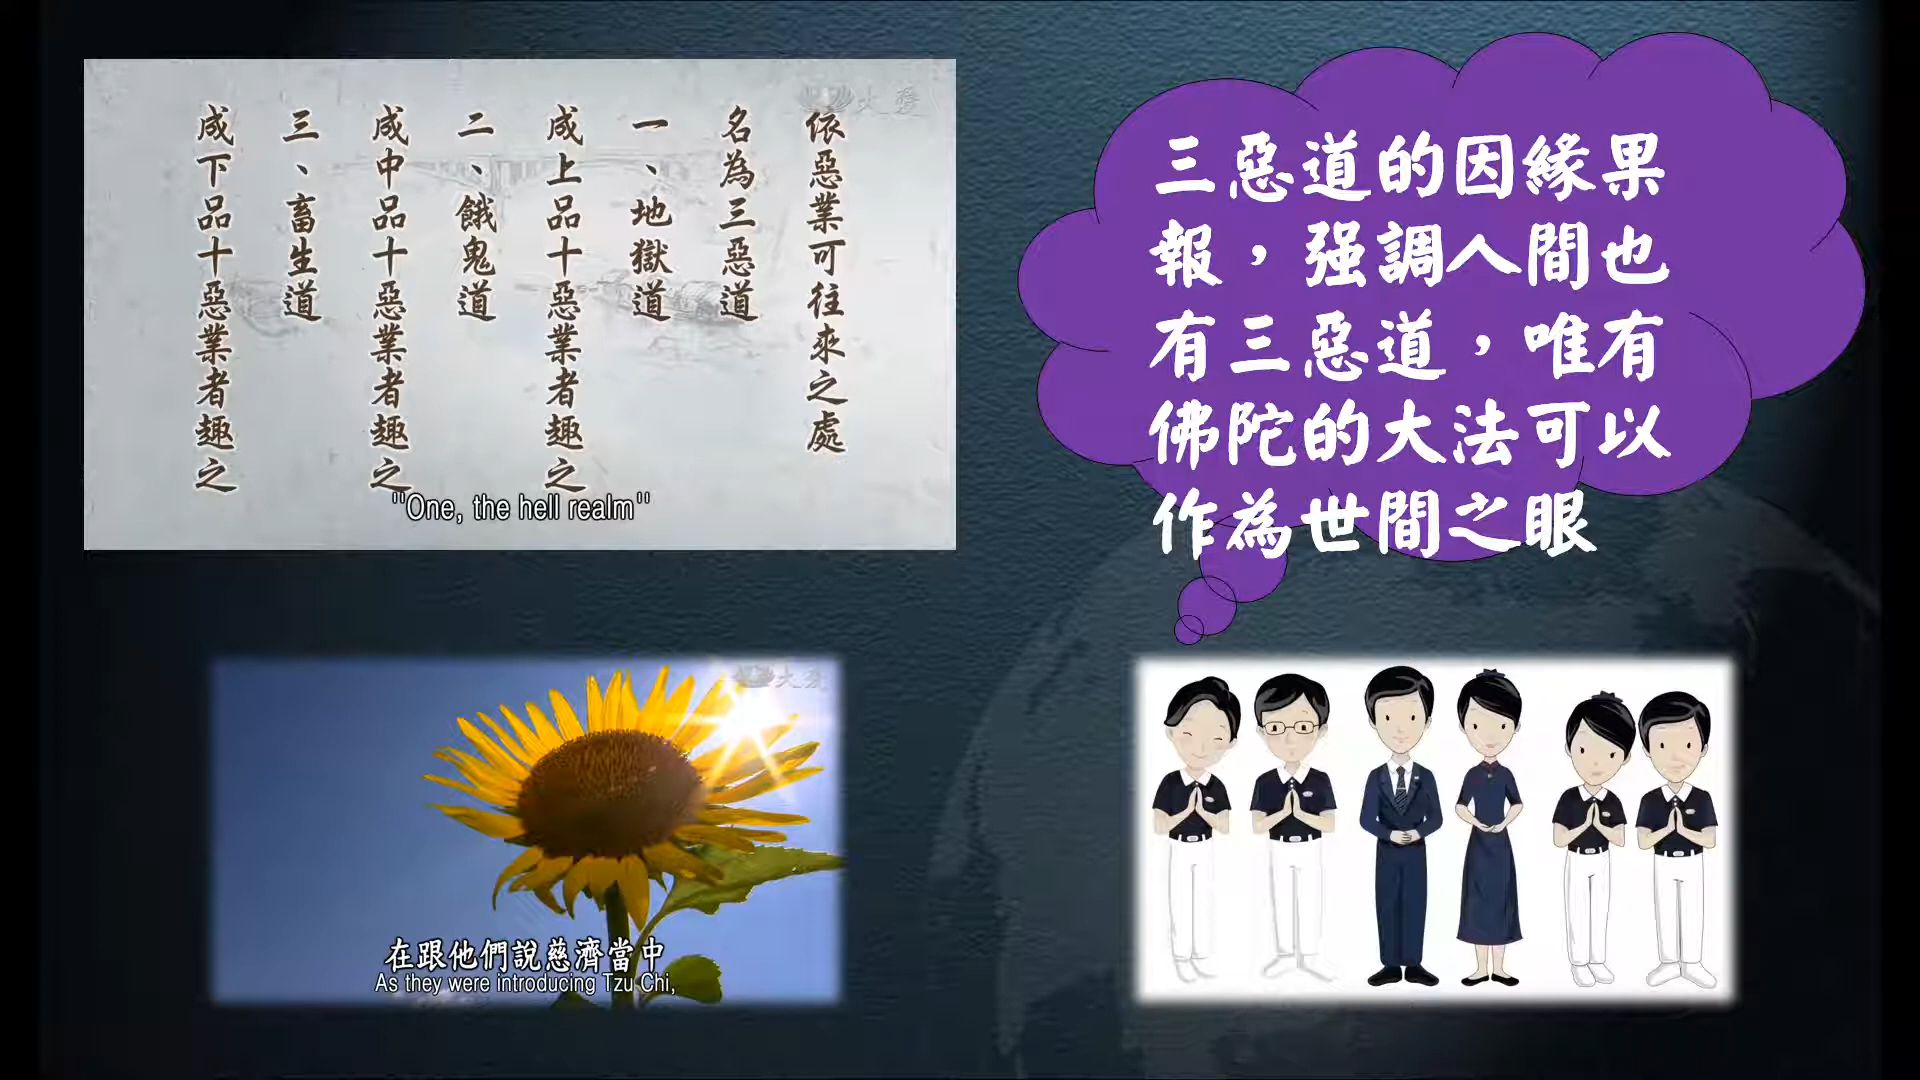 依惡業可往來之處
名為三惡道
一、地獄道
成上品十惡業者趣之
二、餓鬼道
成中品十惡業者趣之
三、畜生道
成下品十惡業者趣之
"One, the hell realm"
大愛
三惡道的因緣果
報，强調人間也
有三惡道，唯有
佛陀的大法可以
作為世間之眼
大愛
在跟他們說慈濟當中
As they were introducing Tzu Chi,